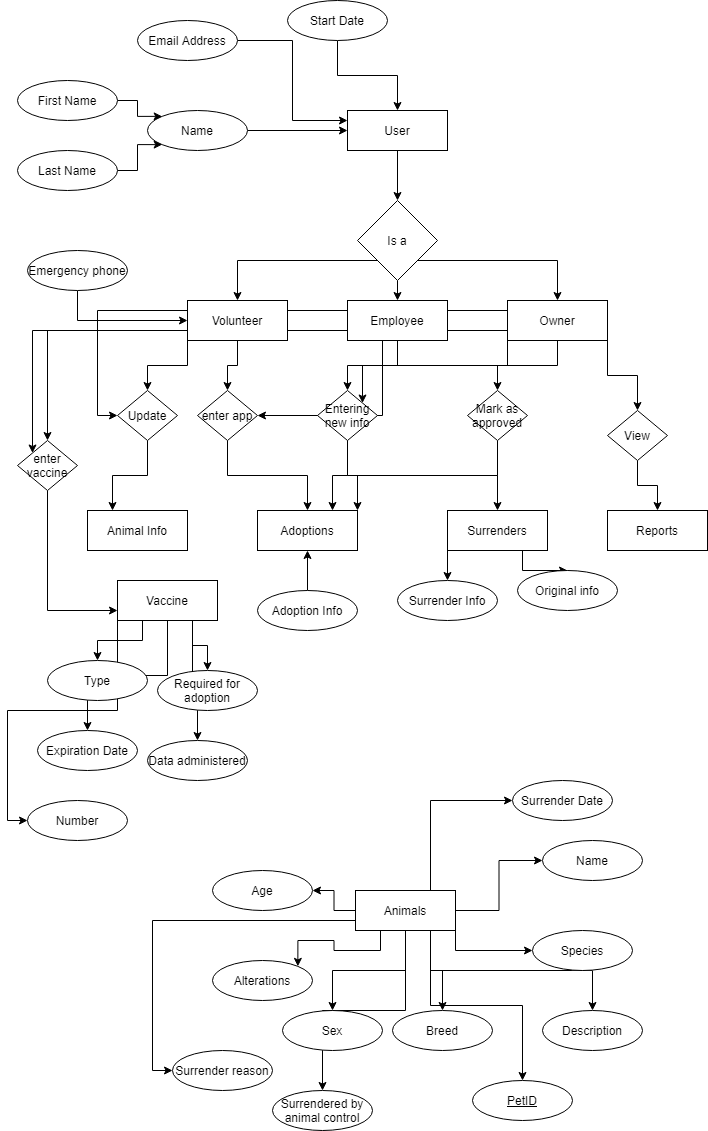 Start Date
Email Address
First Name
Name
User
Last Name
Is a
Emergency phone
Volunteer
Employee
Owner
Update
enter app
Entering
new info
Mark as
approved
View
enter
vaccine
Animal Info
Adoptions
Surrenders
Reports
Vaccine
Adoption Info
Surrender Info
Original info
Type
Required for
adoption
Expiration Date
Data administered
Number
Surrender Date
Name
Age
Animals
Species
Alterations
Sex
Breed
Description
Surrender reason
Surrendered by
animal control
PetID